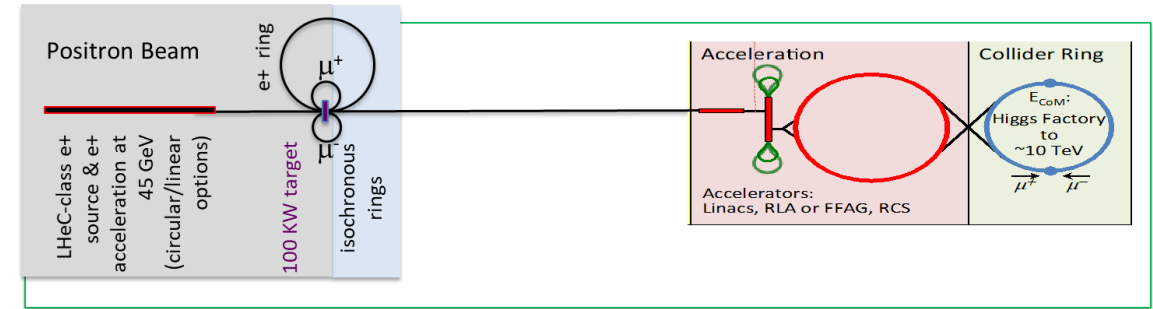 Positron Beam
LHeC-class e+
source & e+
acceleration at
45 GeV
(circular/linear
options)
e+ ring
μ⁺
μ⁻
100 KW target
isochronous
rings
Acceleration
Accelerators:
Linacs, RLA or FFAG, RCS
Collider Ring
E_CoM:
Higgs Factory
to
~10 TeV
μ⁺ μ⁻